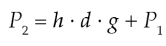 P₂ = h · d · g + P₁